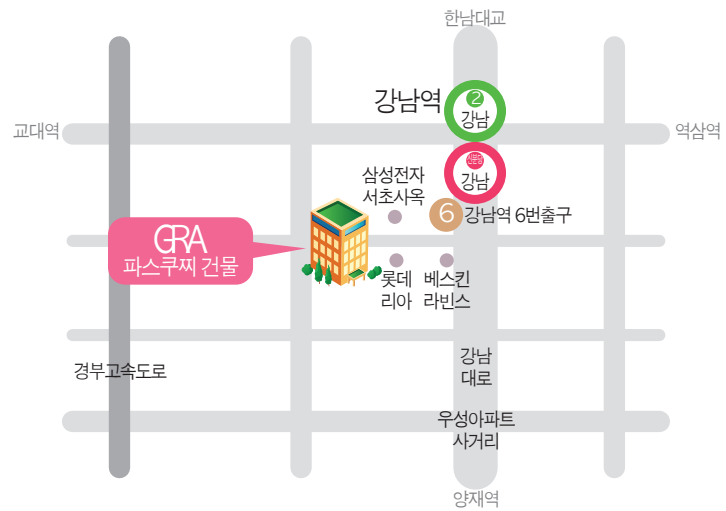 한남대교
강남역
2
강남
교대역
역삼역
신분당
강남
삼성전자
서초사옥
6
강남역 6번출구
GRA
파스쿠찌 건물
롯데
리아
베스킨
라빈스
경부고속도로
강남
대로
우성아파트
사거리
양재역